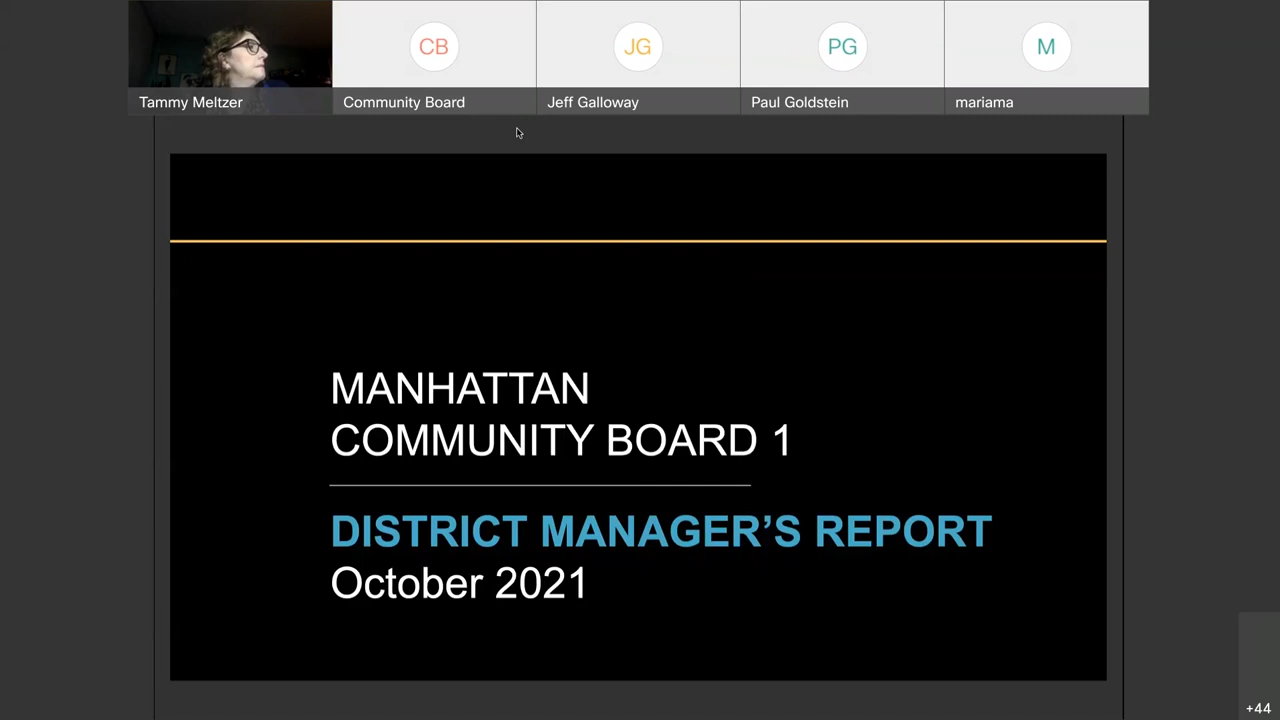 CB
JG
PG
M
Tammy Meltzer
Community Board
Jeff Galloway
Paul Goldstein
mariama
MANHATTAN
COMMUNITY BOARD 1
DISTRICT MANAGER’S REPORT
October 2021
+44